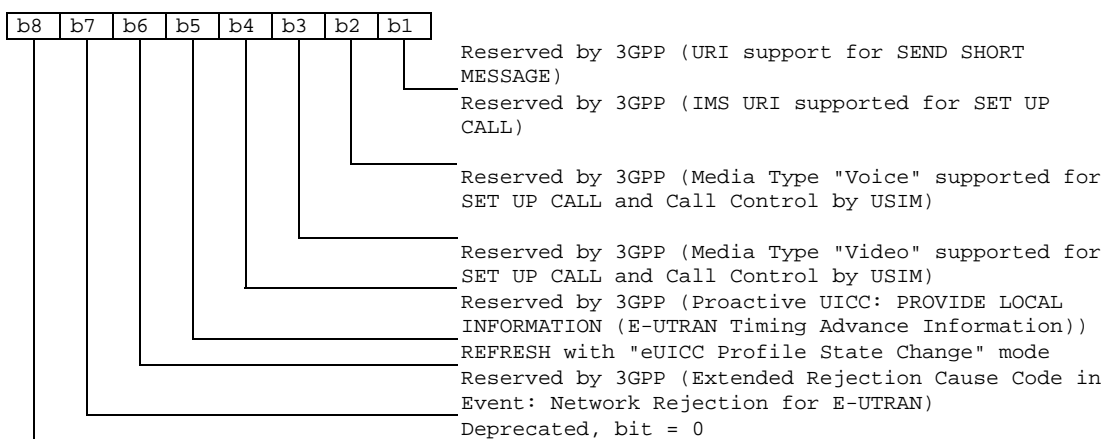 b8 b7 b6 b5 b4 b3 b2 b1
Reserved by 3GPP (URI support for SEND SHORT
MESSAGE)
Reserved by 3GPP (IMS URI supported for SET UP
CALL)
Reserved by 3GPP (Media Type "Voice" supported for
SET UP CALL and Call Control by USIM)
Reserved by 3GPP (Media Type "Video" supported for
SET UP CALL and Call Control by USIM)
Reserved by 3GPP (Proactive UICC: PROVIDE LOCAL
INFORMATION (E-UTRAN Timing Advance Information))
REFRESH with "eUICC Profile State Change" mode
Reserved by 3GPP (Extended Rejection Cause Code in
Event: Network Rejection for E-UTRAN)
Deprecated, bit = 0